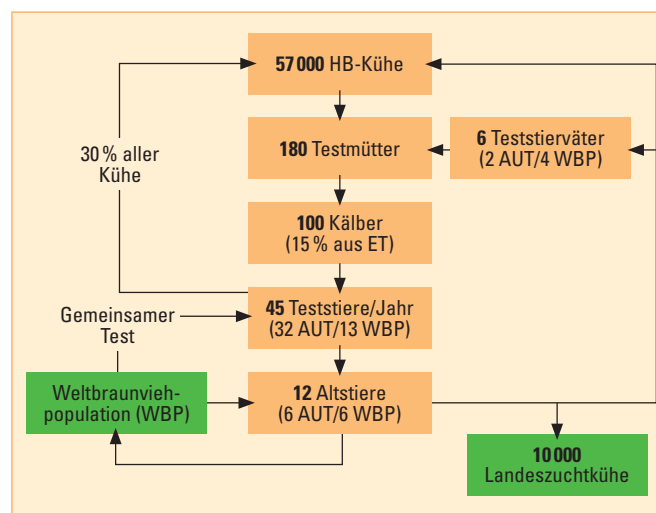 57 000 HB-Kühe
30 % aller
Kühe
180 Testmütter
6 Teststierväter
(2 AUT/4 WBP)
100 Kälber
(15 % aus ET)
Gemeinsamer
Test
45 Teststiere/Jahr
(32 AUT/13 WBP)
Weltbraunvieh-
population (WBP)
12 Altstiere
(6 AUT/6 WBP)
10 000
Landeszuchtkühe